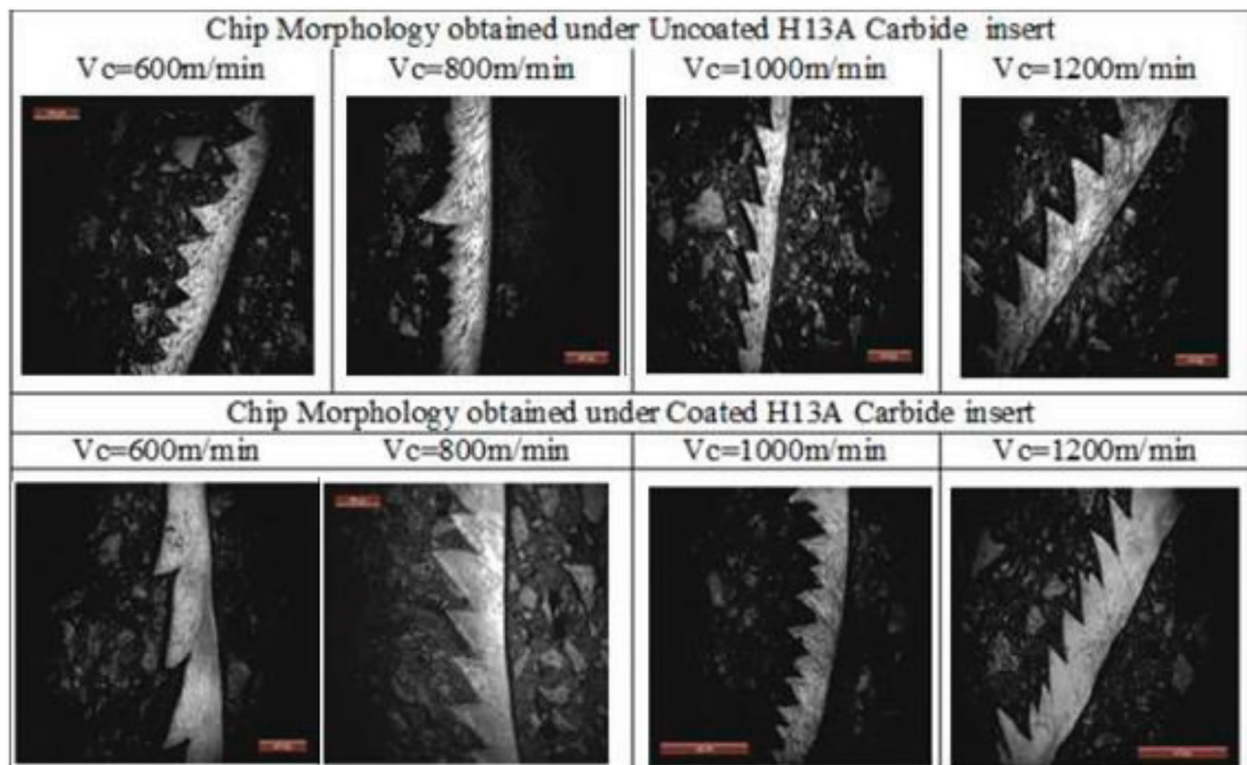 Chip Morphology obtained under Uncoated H13A Carbide insert
Vc=600m/min Vc=800m/min Vc=1000m/min Vc=1200m/min
Chip Morphology obtained under Coated H13A Carbide insert
Vc=600m/min Vc=800m/min Vc=1000m/min Vc=1200m/min